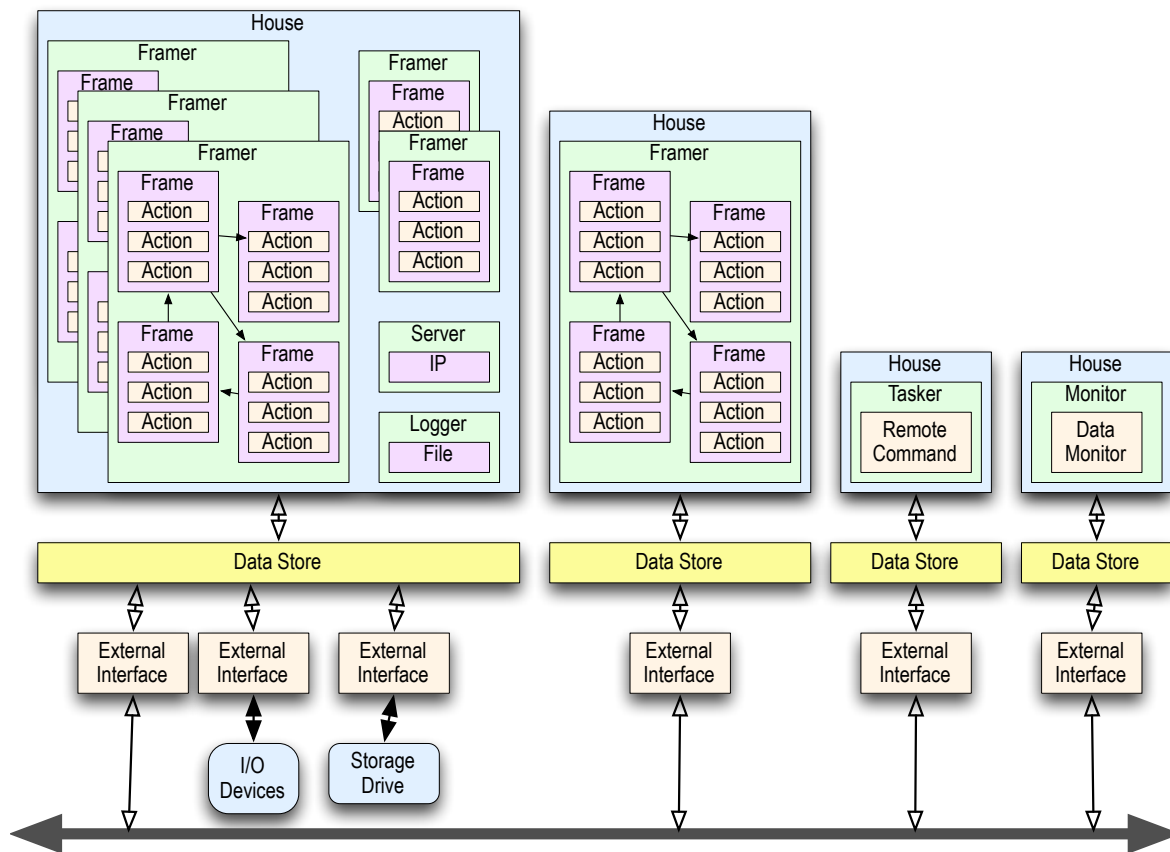 House
Framer
Frame
Framer
Frame
Framer
Frame
Action
Action
Action
Frame
Action
Action
Action
Frame
Action
Action
Action
Frame
Action
Action
Action
Framer
Frame
Action
Framer
Frame
Action
Action
Action
Server
IP
Logger
File
House
Framer
Frame
Action
Action
Action
Frame
Action
Action
Action
Frame
Action
Action
Action
Frame
Action
Action
Action
House
Tasker
Remote
Command
House
Monitor
Data
Monitor
Data Store
Data Store
Data Store
Data Store
External
Interface
External
Interface
External
Interface
External
Interface
External
Interface
External
Interface
I/O
Devices
Storage
Drive